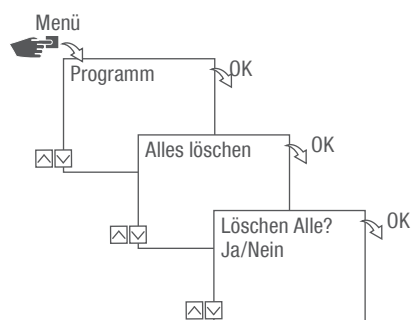 Menü
Programm
OK
Alles löschen
OK
Löschen Alle?
Ja/Nein
OK